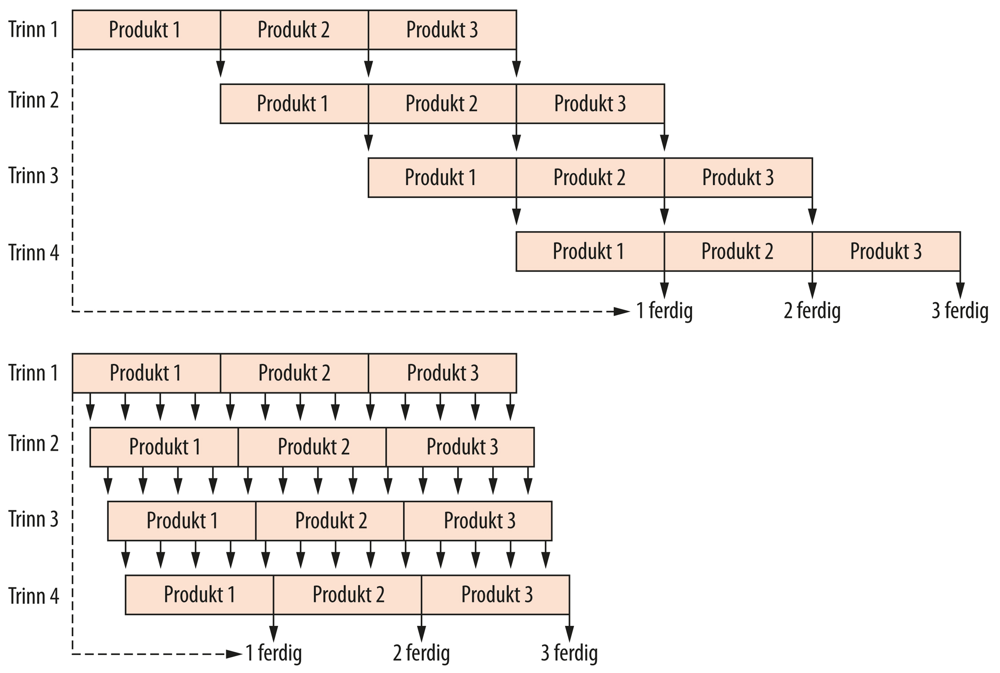 Trinn 1 Produkt 1 Produkt 2 Produkt 3
Trinn 2 Produkt 1 Produkt 2 Produkt 3
Trinn 3 Produkt 1 Produkt 2 Produkt 3
Trinn 4 Produkt 1 Produkt 2 Produkt 3
1 ferdig 2 ferdig 3 ferdig
Trinn 1 Produkt 1 Produkt 2 Produkt 3
Trinn 2 Produkt 1 Produkt 2 Produkt 3
Trinn 3 Produkt 1 Produkt 2 Produkt 3
Trinn 4 Produkt 1 Produkt 2 Produkt 3
1 ferdig 2 ferdig 3 ferdig